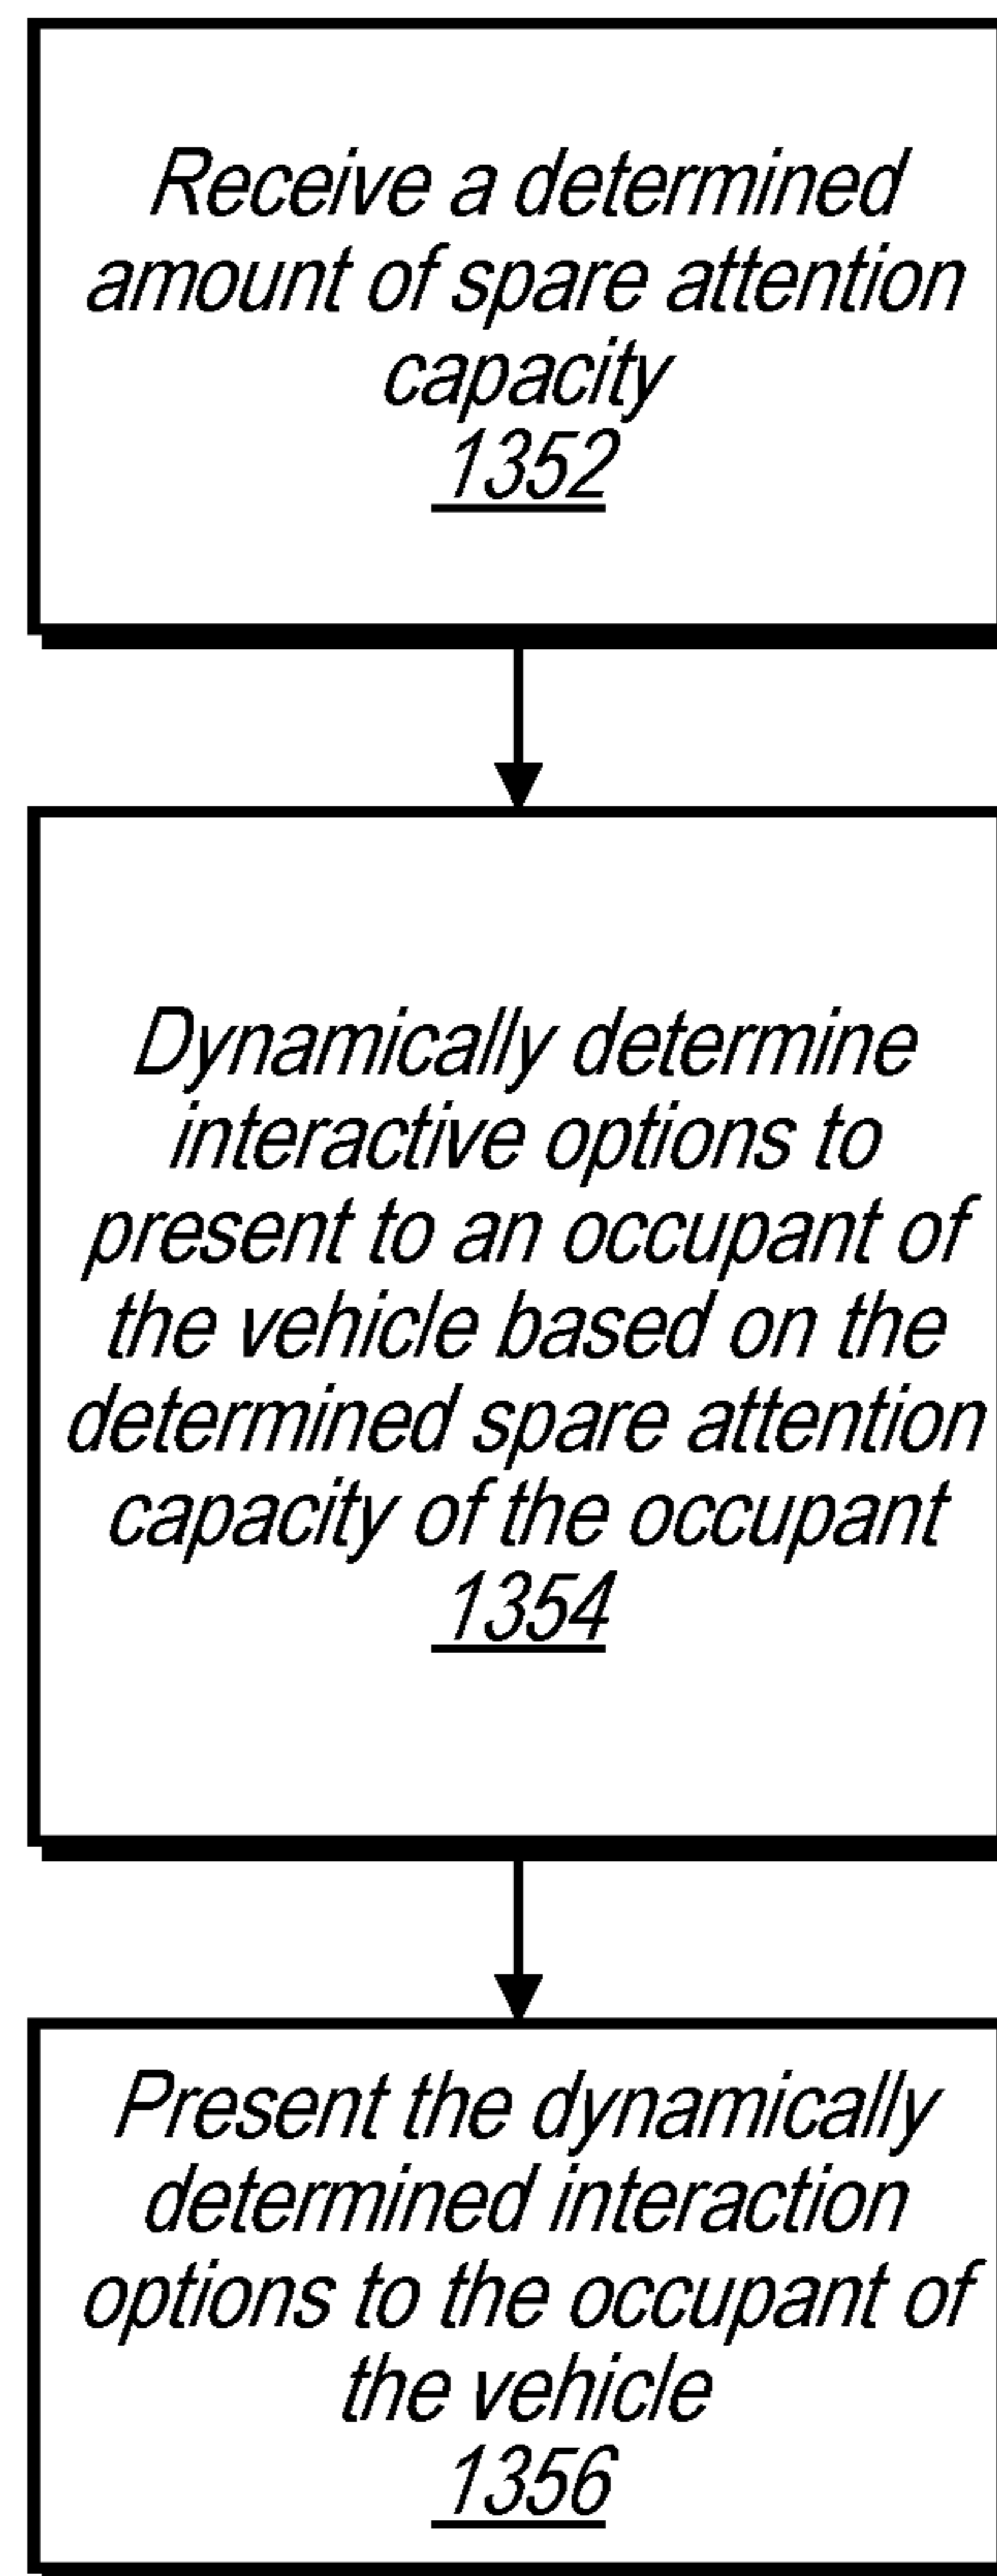 Receive a determined
amount of spare attention
capacity
1352
Dynamically determine
interactive options to
present to an occupant of
the vehicle based on the
determined spare attention
capacity of the occupant
1354
Present the dynamically
determined interaction
options to the occupant of
the vehicle
1356